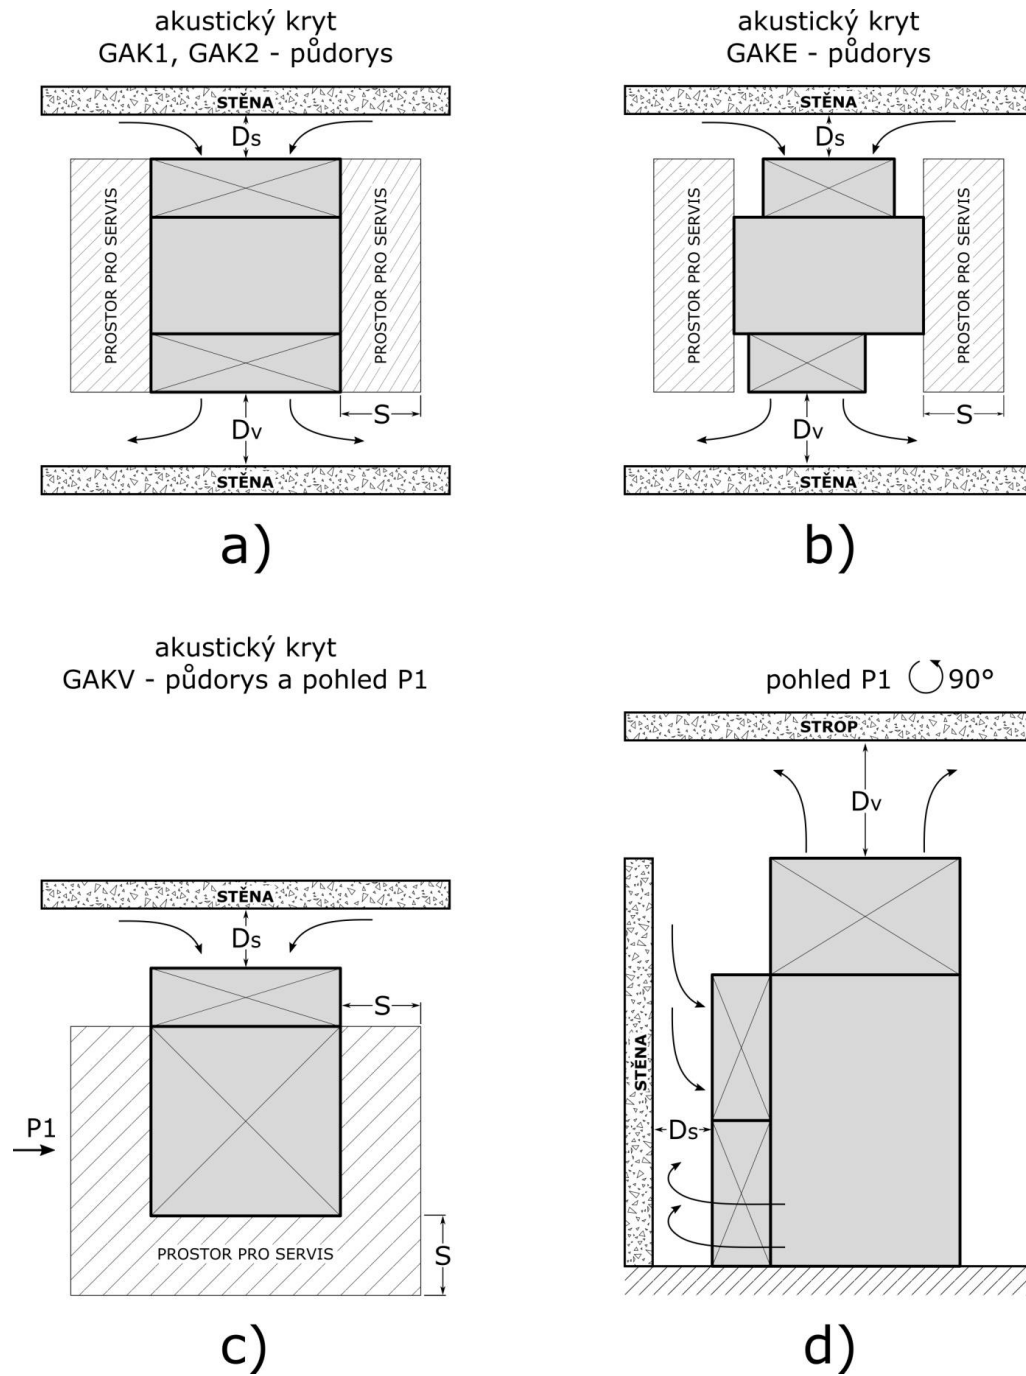 akustický kryt
GAK1, GAK2 - půdorys
STĚNA
Ds
PROSTOR PRO SERVIS
PROSTOR PRO SERVIS
S
Dv
STĚNA
a)
akustický kryt
GAKE - půdorys
STĚNA
Ds
PROSTOR PRO SERVIS
PROSTOR PRO SERVIS
S
Dv
STĚNA
b)
akustický kryt
GAKV - půdorys a pohled P1
STĚNA
Ds
S
P1
PROSTOR PRO SERVIS
S
c)
pohled P1 90°
STROP
Dv
STĚNA
Ds
d)